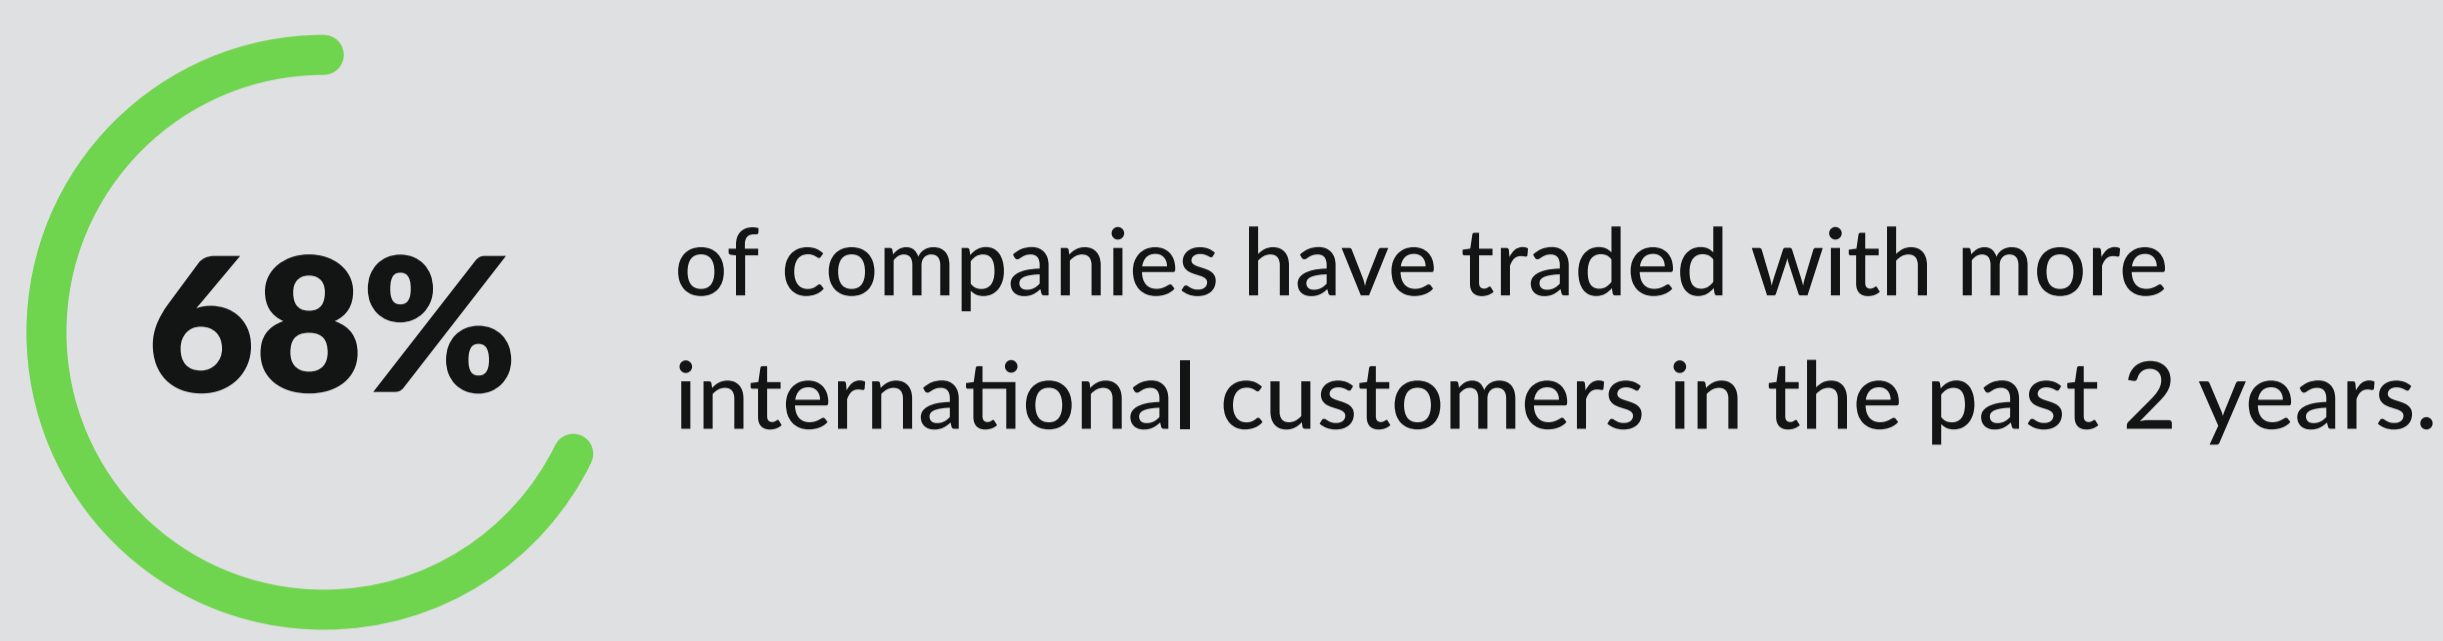 68%
of companies have traded with more
international customers in the past 2 years.